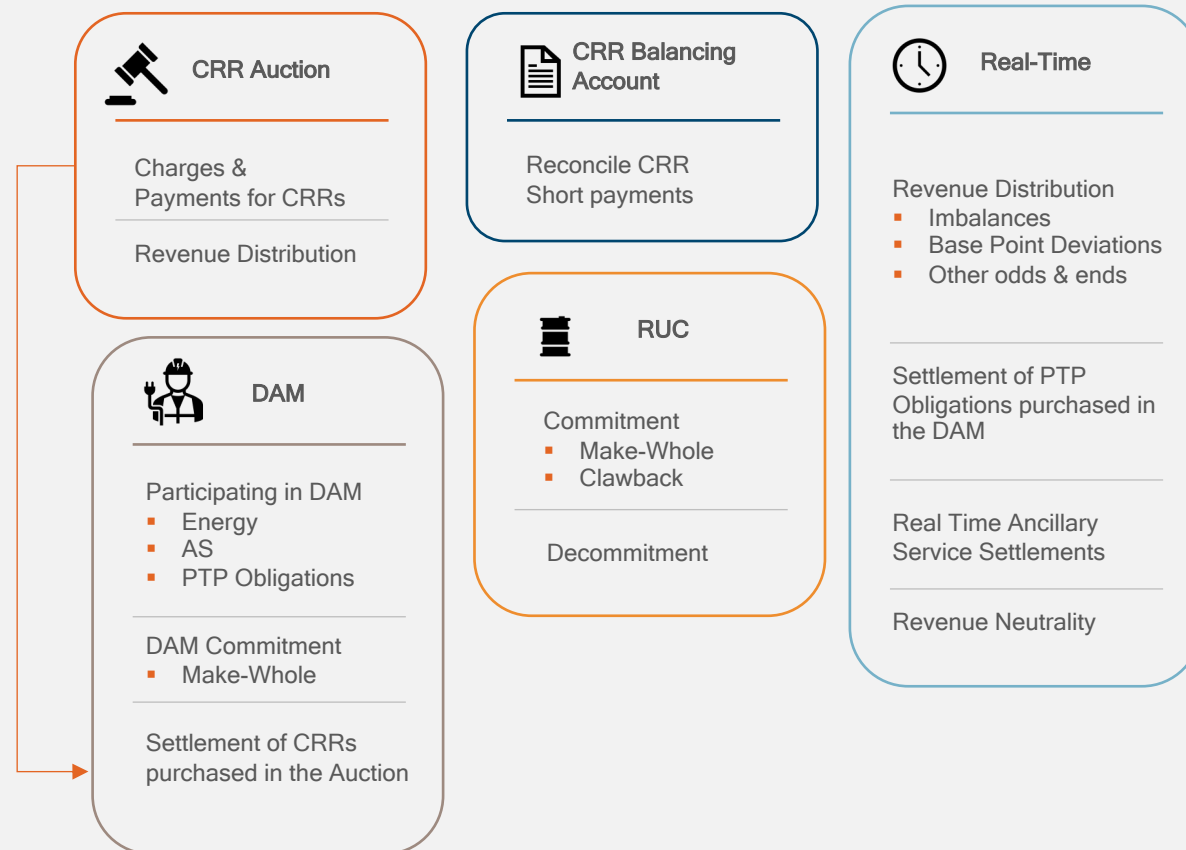 CRR Auction
Charges &
Payments for CRRs
Revenue Distribution
CRR Balancing
Account
Reconcile CRR
Short payments
Real-Time
Revenue Distribution
Imbalances
Base Point Deviations
Other odds & ends
Settlement of PTP
Obligations purchased in
the DAM
Real Time Ancillary
Service Settlements
Revenue Neutrality
DAM
Participating in DAM
Energy
AS
PTP Obligations
DAM Commitment
Make-Whole
Settlement of CRRs
purchased in the Auction
RUC
Commitment
Make-Whole
Clawback
Decommitment